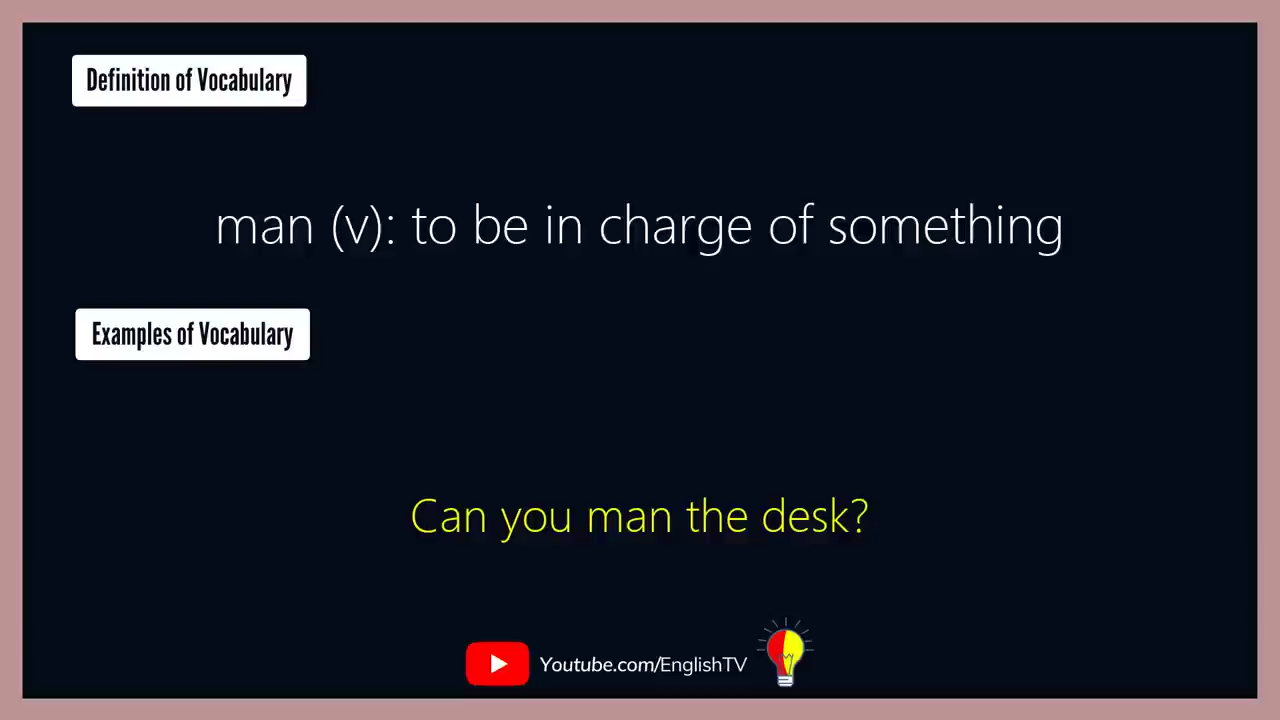 Definition of Vocabulary
man (v): to be in charge of something
Examples of Vocabulary
Can you man the desk?
Youtube.com/EnglishTV